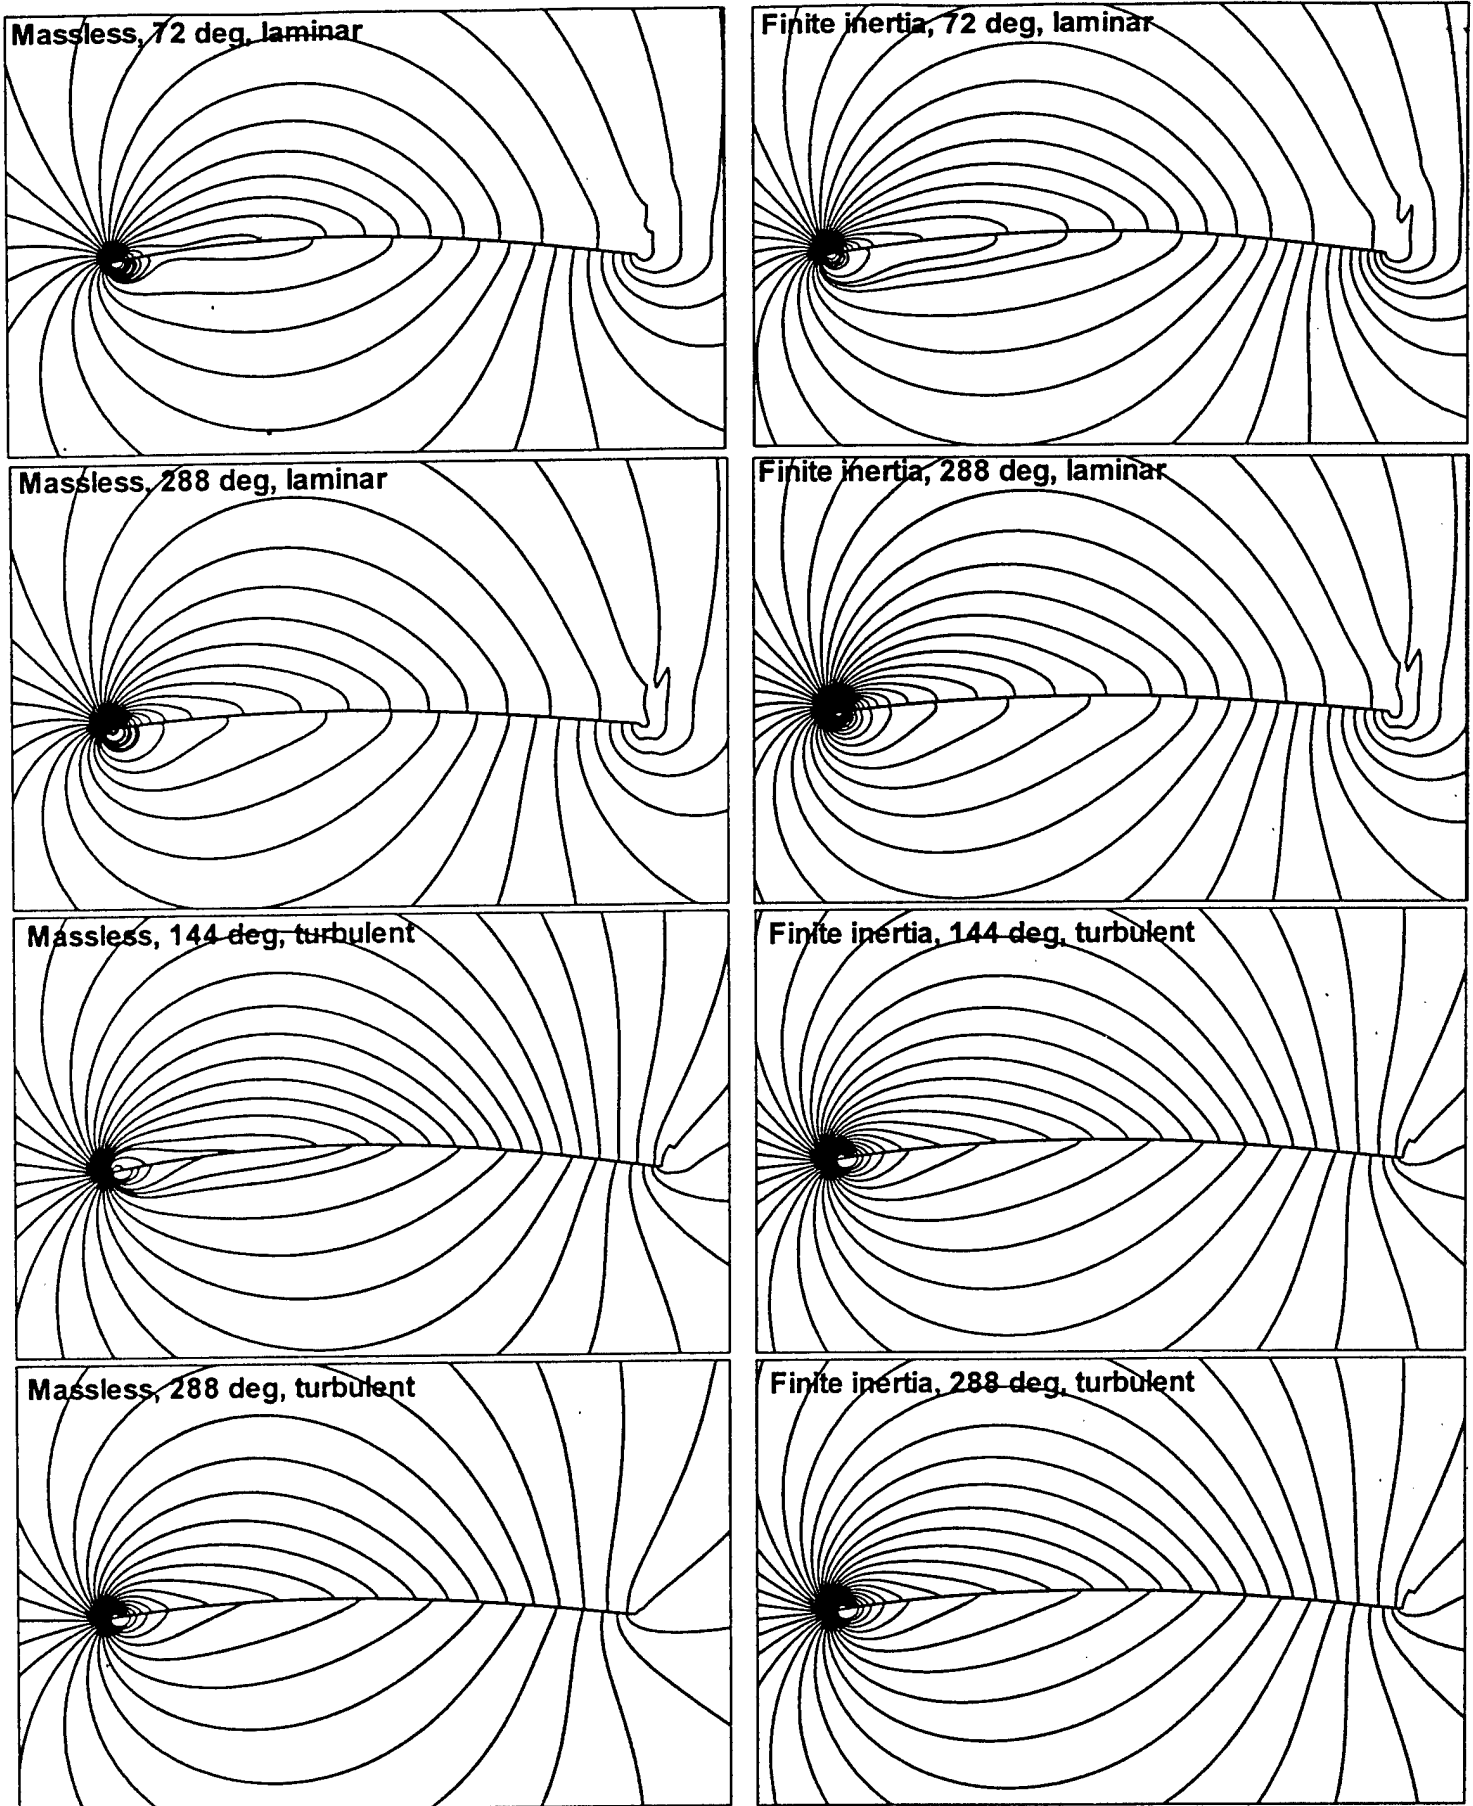 Massless, 72 deg, laminar
Finite inertia, 72 deg, laminar
Massless, 288 deg, laminar
Finite inertia, 288 deg, laminar
Massless, 144 deg, turbulent
Finite inertia, 144 deg, turbulent
Massless, 288 deg, turbulent
Finite inertia, 288 deg, turbulent